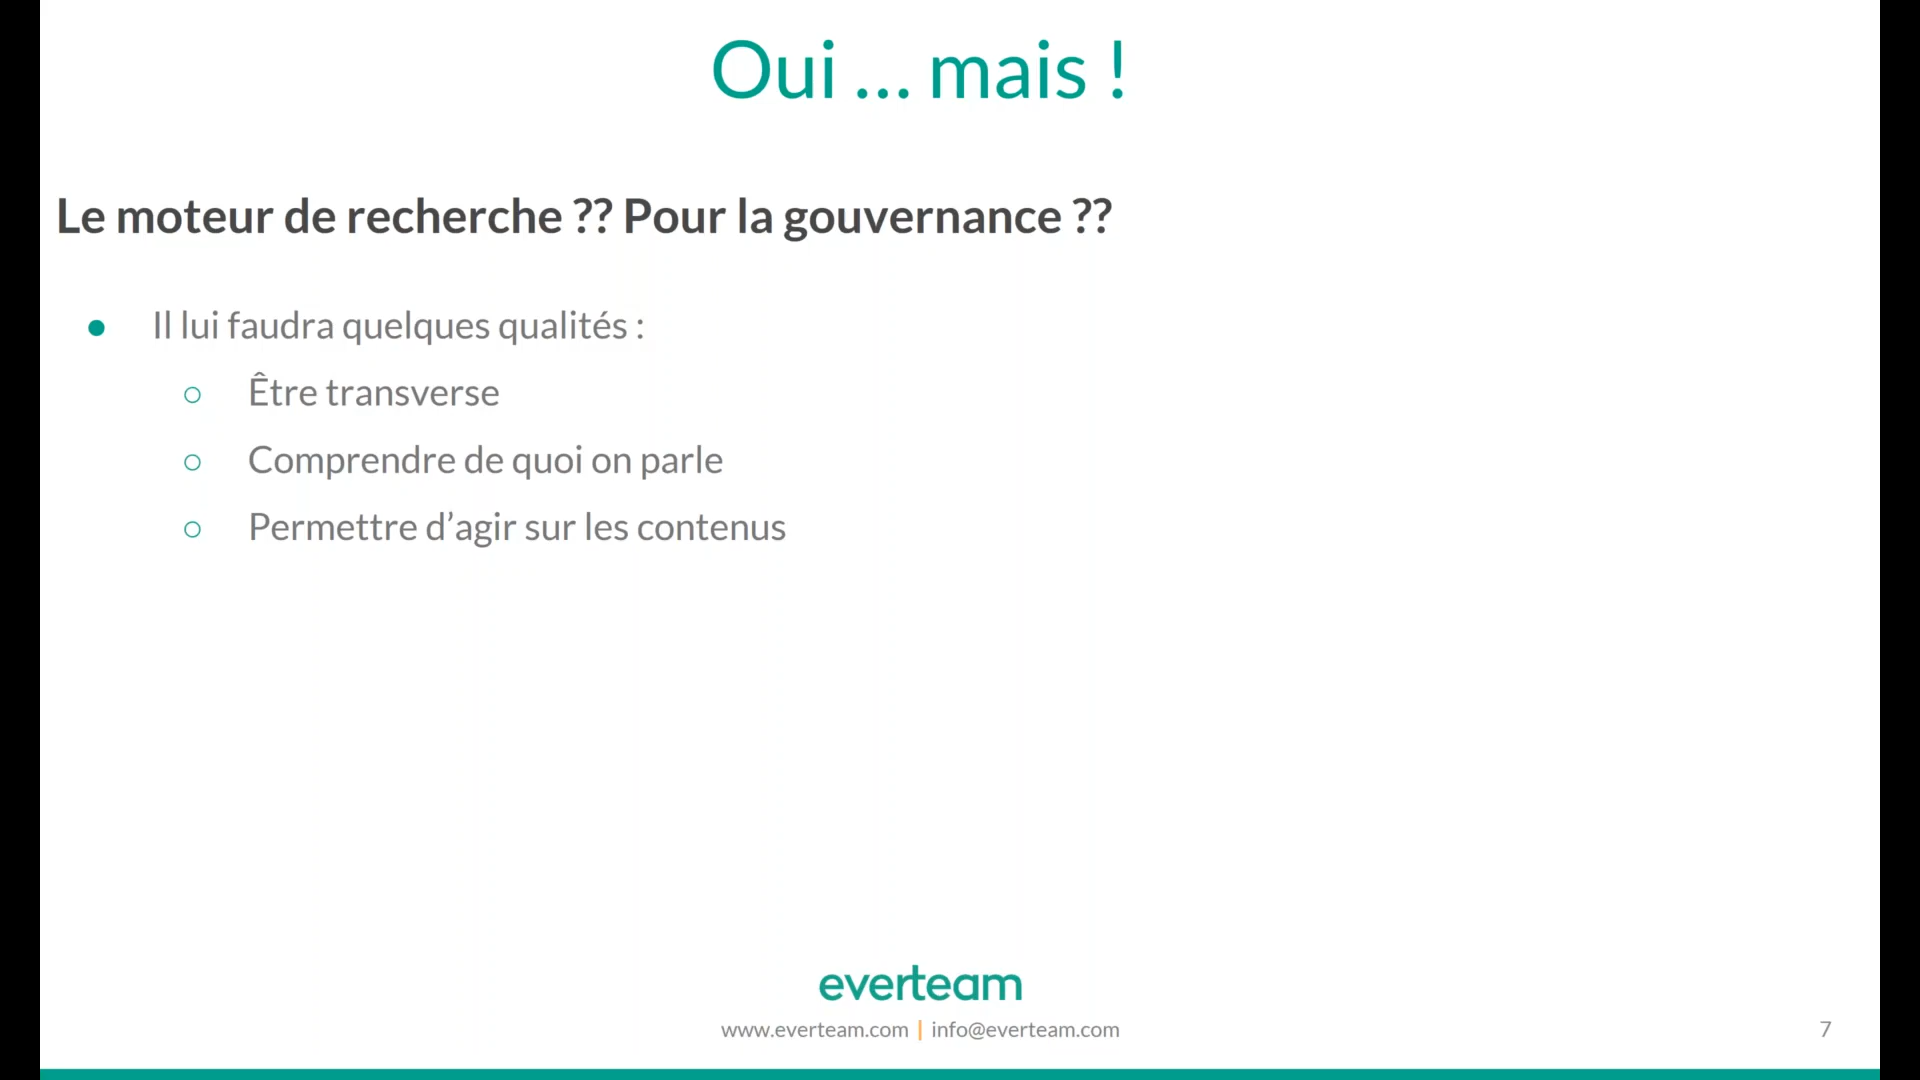 Oui ... mais !
Le moteur de recherche ?? Pour la gouvernance ??
● Il lui faudra quelques qualités :
○ Être transverse
○ Comprendre de quoi on parle
○ Permettre d’agir sur les contenus
everteam
www.everteam.com | info@everteam.com
7